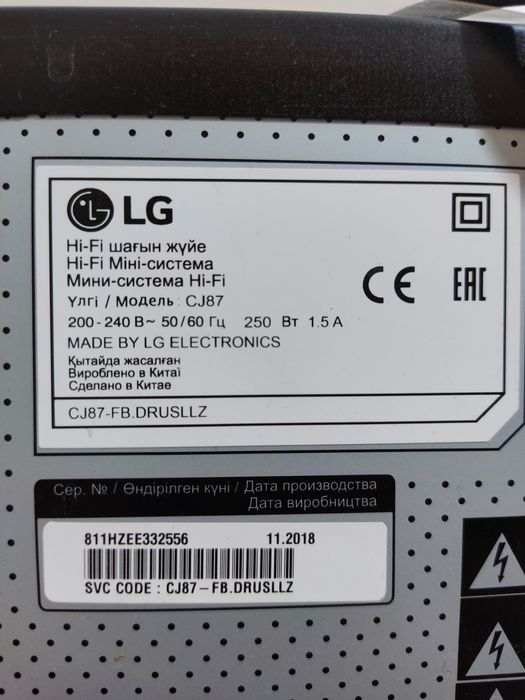 LG
Hi-Fi шағын жүйе
Hi-Fi Міні-система
Мини-система Hi-Fi
Үлгі / Модель: CJ87
200-240 В~ 50/60 Гц 250 Вт 1.5 A
MADE BY LG ELECTRONICS
Қытайда жасалған
Вироблено в Китаї
Сделано в Китае
CJ87-FB.DRUSLLZ
CE EAC
Сер. № / Өндірілген күні / Дата производства
Дата виробництва
811HZEE332556 11.2018
SVC CODE : CJ87-FB.DRUSLLZ